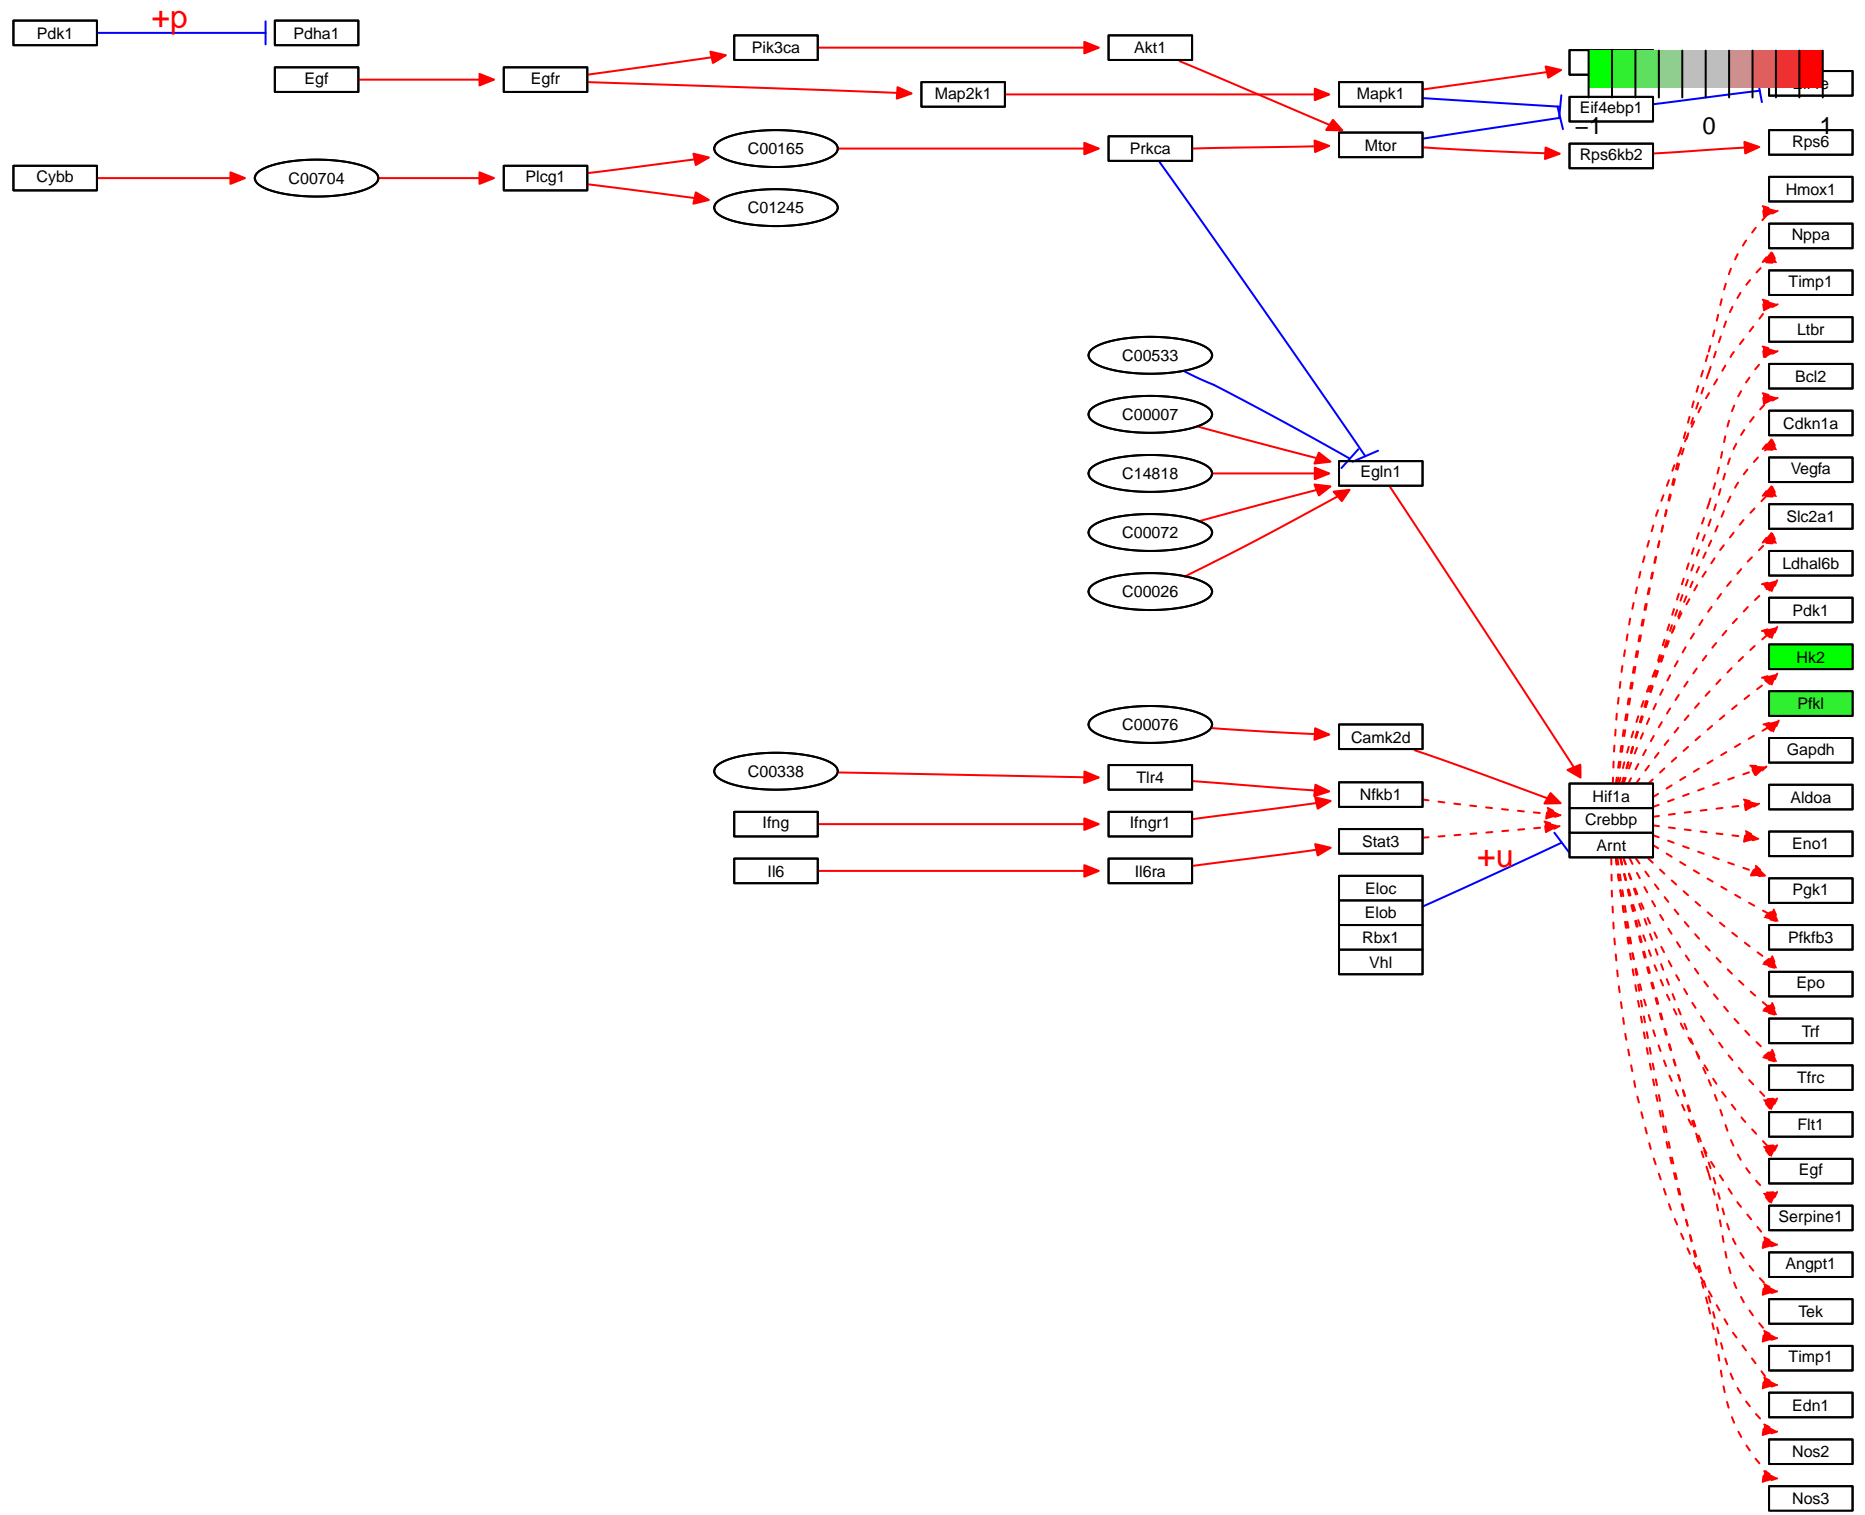 Pdk1
+p
Pdha1
Egf
Egfr
Pik3ca
Akt1
Map2k1
Mapk1
Eif4ebp1
−1
0
1
Cybb
C00704
Plcg1
C00165
C01245
Prkca
Mtor
Rps6kb2
Rps6
Hmox1
Nppa
Timp1
Ltbr
Bcl2
Cdkn1a
Vegfa
Slc2a1
Ldhal6b
Pdk1
Hk2
Pfkl
Gapdh
Aldoa
Eno1
Pgk1
Pfkfb3
Epo
Trf
Tfrc
Flt1
Egf
Serpine1
Angpt1
Tek
Timp1
Edn1
Nos2
Nos3
C00533
C00007
C14818
C00072
C00026
Egln1
C00076
Camk2d
C00338
Tlr4
Nfkb1
Ifng
Ifngr1
Stat3
Il6
Il6ra
+u
Eloc
Elob
Rbx1
Vhl
Hif1a
Crebbp
Arnt